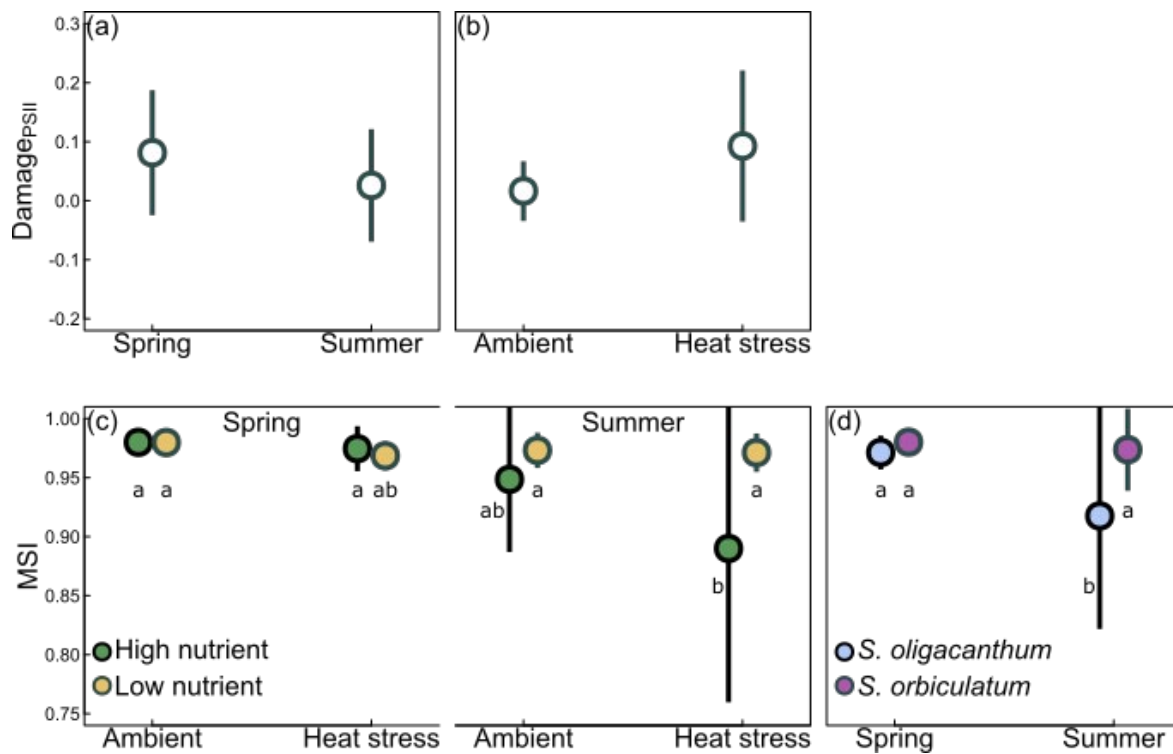 (a)
(b)
0.3
0.2
0.1
0.0
-0.1
-0.2
Damage_PSII
Spring Summer
Ambient Heat stress
(c) Spring Summer
(d)
1.00
0.95
0.90
0.85
0.80
0.75
MSI
a a a ab
ab a a
b
a a a
b
High nutrient
Low nutrient
S. oligacanthum
S. orbiculatum
Ambient Heat stress
Ambient Heat stress
Spring Summer